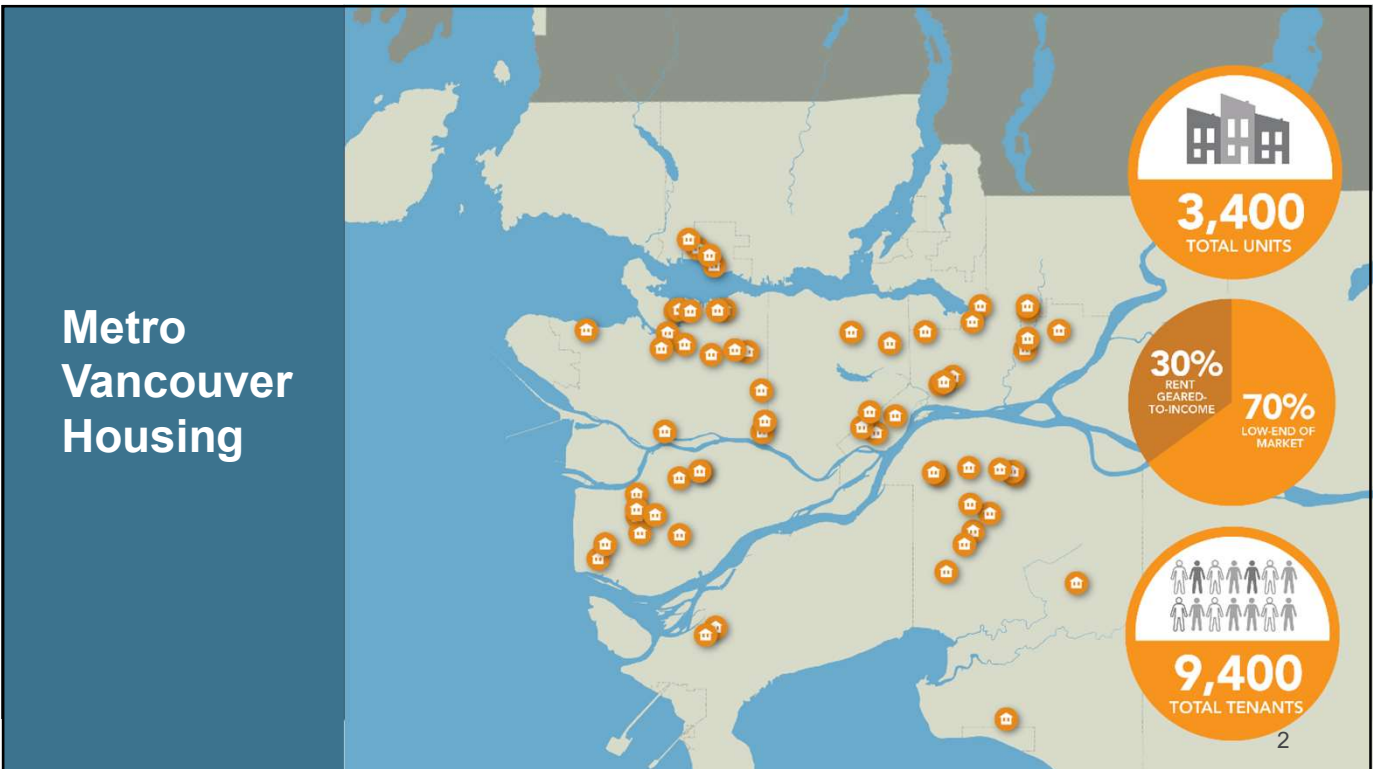 Metro
Vancouver
Housing
3,400
TOTAL UNITS
30%
RENT
GEARED-
TO-INCOME
70%
LOW-END OF
MARKET
9,400
TOTAL TENANTS
2